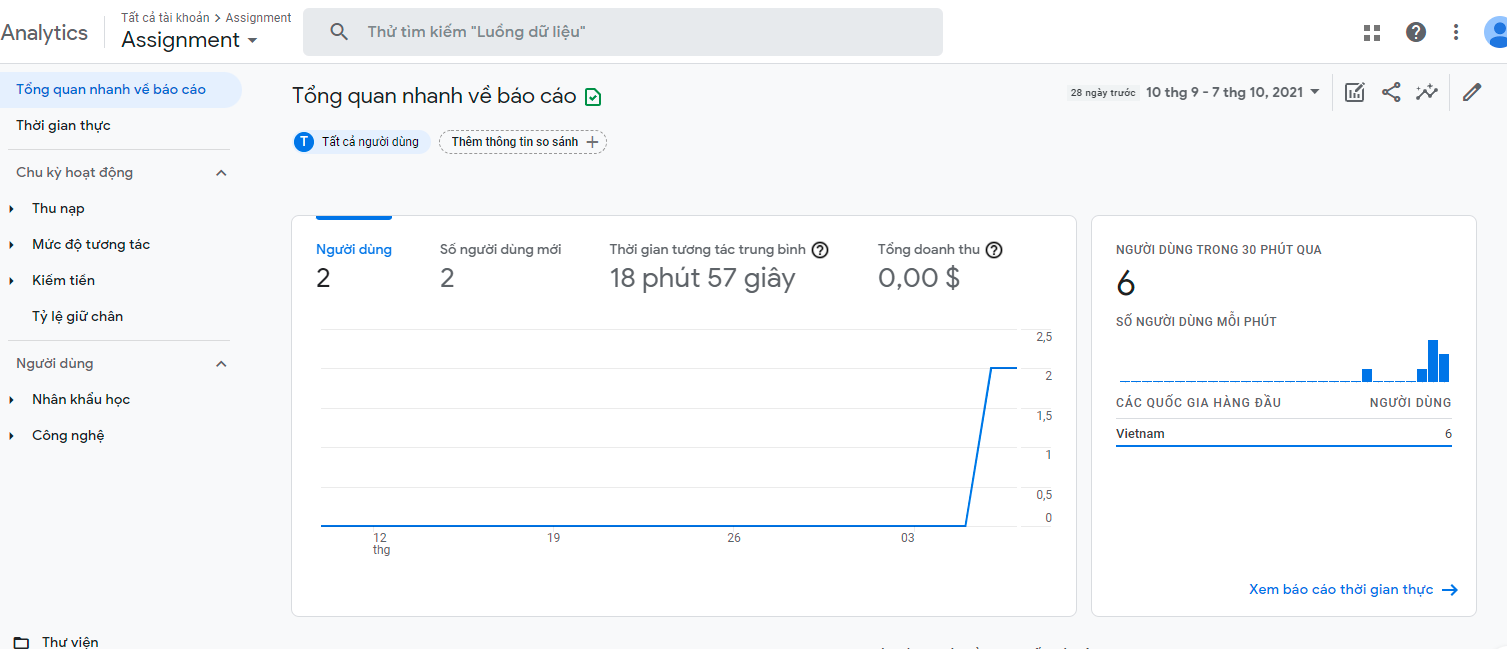 Analytics
Tất cả tài khoản > Assignment
Assignment
Thử tìm kiếm "Luồng dữ liệu"
Tổng quan nhanh về báo cáo
Thời gian thực
Chu kỳ hoạt động
Thu nạp
Mức độ tương tác
Kiếm tiền
Tỷ lệ giữ chân
Người dùng
Nhân khẩu học
Công nghệ
Thư viện
Tổng quan nhanh về báo cáo
28 ngày trước 10 thg 9 - 7 thg 10, 2021
T Tất cả người dùng
Thêm thông tin so sánh +
Người dùng
2
Số người dùng mới
2
Thời gian tương tác trung bình
18 phút 57 giây
Tổng doanh thu
0,00 $
2,5
2
1,5
1
0,5
0
12
thg
19
26
03
NGƯỜI DÙNG TRONG 30 PHÚT QUA
6
SỐ NGƯỜI DÙNG MỖI PHÚT
CÁC QUỐC GIA HÀNG ĐẦU NGƯỜI DÙNG
Vietnam 6
Xem báo cáo thời gian thực →